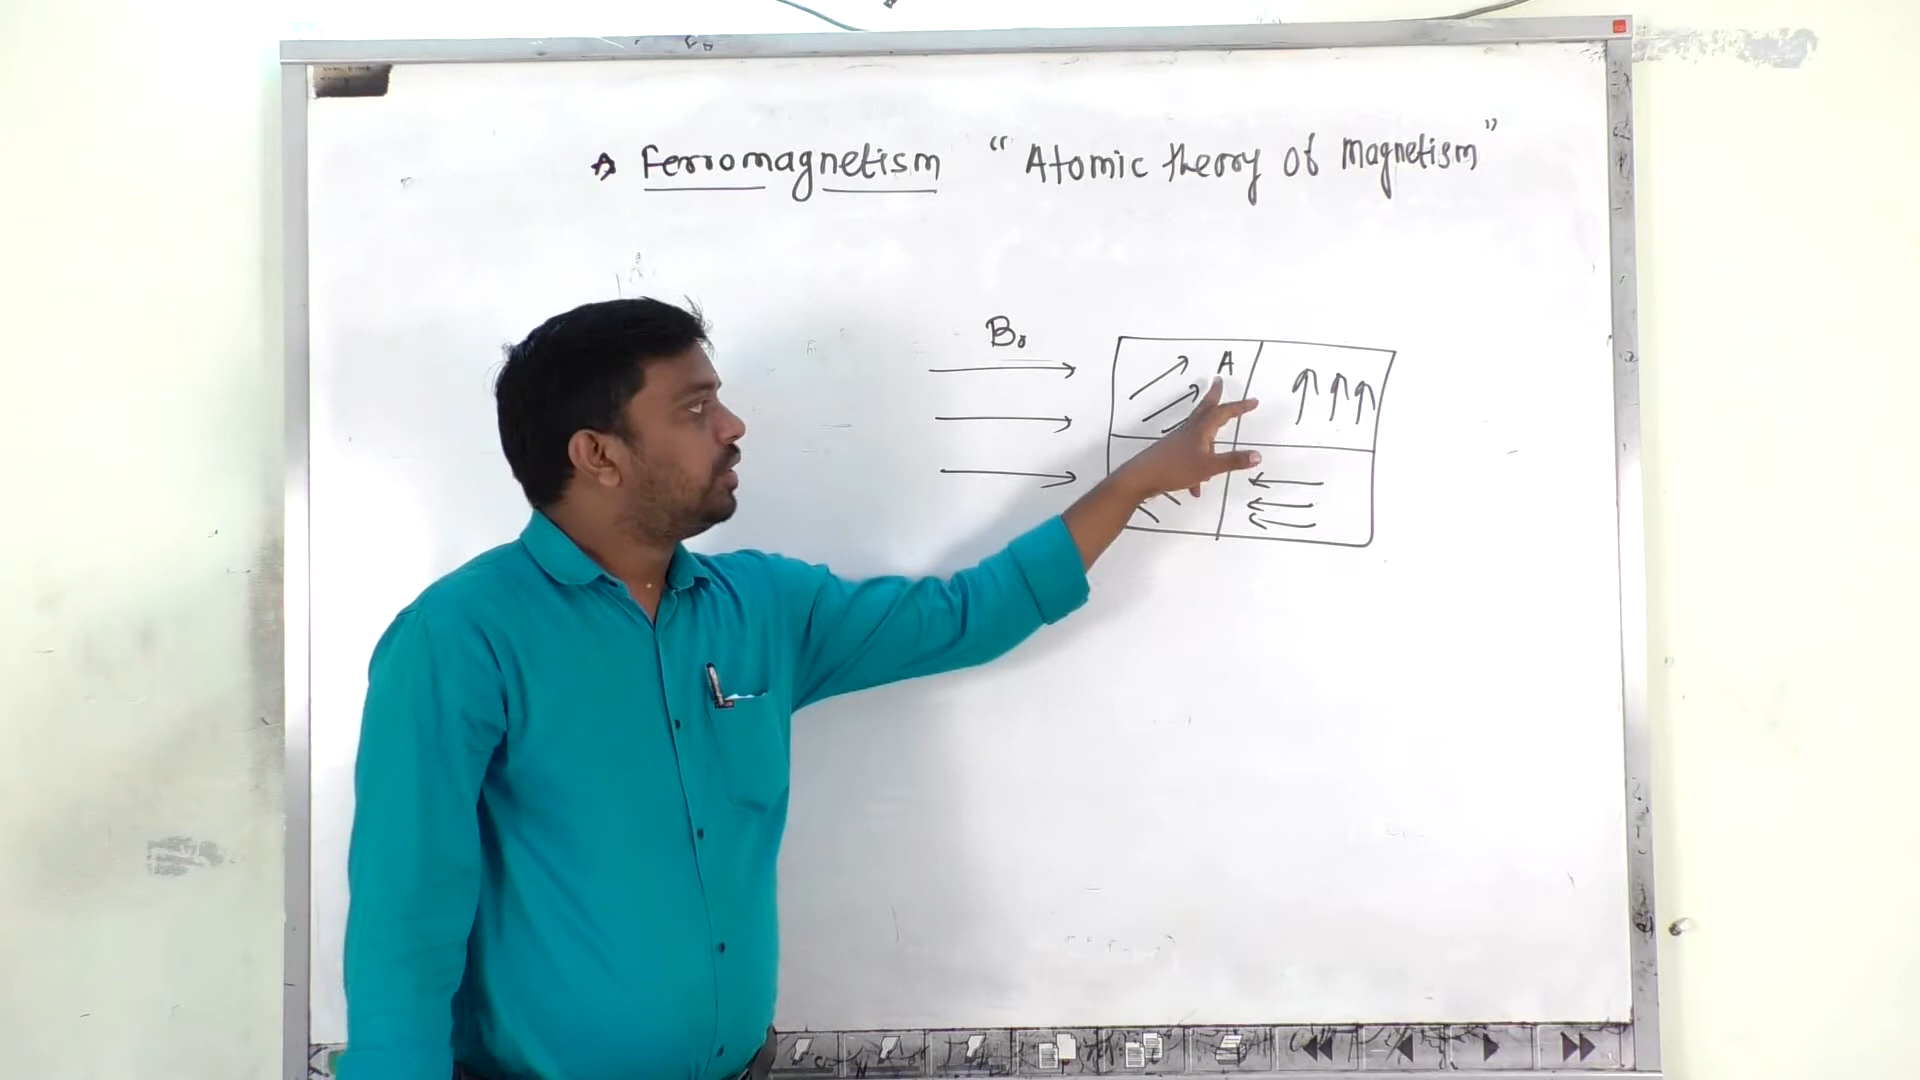 Ferromagnetism "Atomic theory of Magnetism"
B₀
A